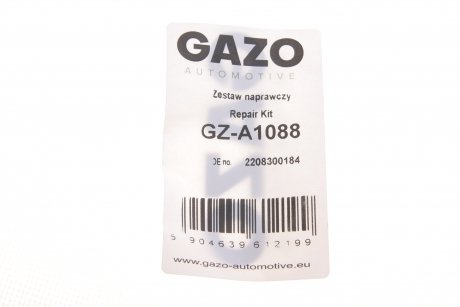 GAZO
AUTOMOTIVE
Zestaw naprawczy
Repair Kit
GZ-A1088
OE no. 2208300184
5 904639 612199
www.gazo-automotive.eu